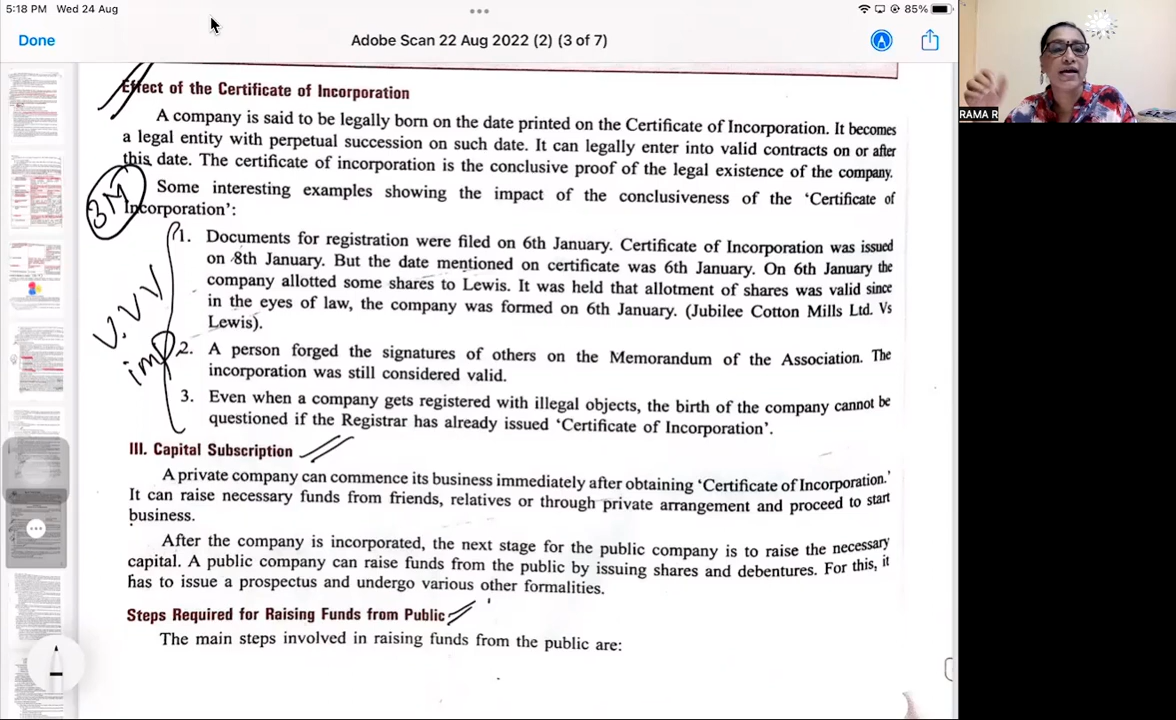 5:18 PM Wed 24 Aug
85%
Done
Adobe Scan 22 Aug 2022 (2) (3 of 7)
RAMA R
Effect of the Certificate of Incorporation
A company is said to be legally born on the date printed on the Certificate of Incorporation. It becomes
a legal entity with perpetual succession on such date. It can legally enter into valid contracts on or after
this date. The certificate of incorporation is the conclusive proof of the legal existence of the company.
3M
Some interesting examples showing the impact of the conclusiveness of the ‘Certificate of
Incorporation’:
1. Documents for registration were filed on 6th January. Certificate of Incorporation was issued
on 8th January. But the date mentioned on certificate was 6th January. On 6th January the
company allotted some shares to Lewis. It was held that allotment of shares was valid since
in the eyes of law, the company was formed on 6th January. (Jubilee Cotton Mills Ltd. Vs
Lewis).
V.V.V
imp
2. A person forged the signatures of others on the Memorandum of the Association. The
incorporation was still considered valid.
3. Even when a company gets registered with illegal objects, the birth of the company cannot be
questioned if the Registrar has already issued ‘Certificate of Incorporation’.
III. Capital Subscription
A private company can commence its business immediately after obtaining ‘Certificate of Incorporation.’
It can raise necessary funds from friends, relatives or through private arrangement and proceed to start
business.
After the company is incorporated, the next stage for the public company is to raise the necessary
capital. A public company can raise funds from the public by issuing shares and debentures. For this, it
has to issue a prospectus and undergo various other formalities.
Steps Required for Raising Funds from Public
The main steps involved in raising funds from the public are: